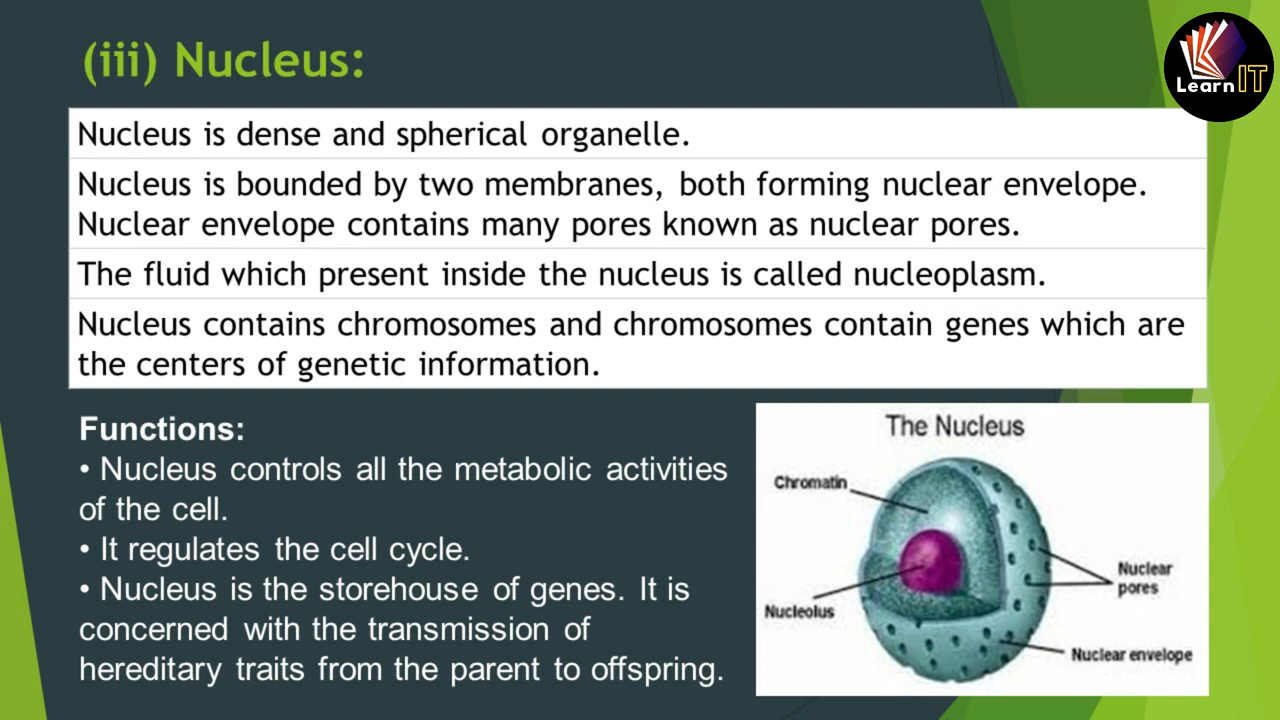 (iii) Nucleus:
Learn IT
Nucleus is dense and spherical organelle.
Nucleus is bounded by two membranes, both forming nuclear envelope.
Nuclear envelope contains many pores known as nuclear pores.
The fluid which present inside the nucleus is called nucleoplasm.
Nucleus contains chromosomes and chromosomes contain genes which are
the centers of genetic information.
Functions:
• Nucleus controls all the metabolic activities
of the cell.
• It regulates the cell cycle.
• Nucleus is the storehouse of genes. It is
concerned with the transmission of
hereditary traits from the parent to offspring.
The Nucleus
Chromatin
Nuclear
pores
Nucleolus
Nuclear envelope